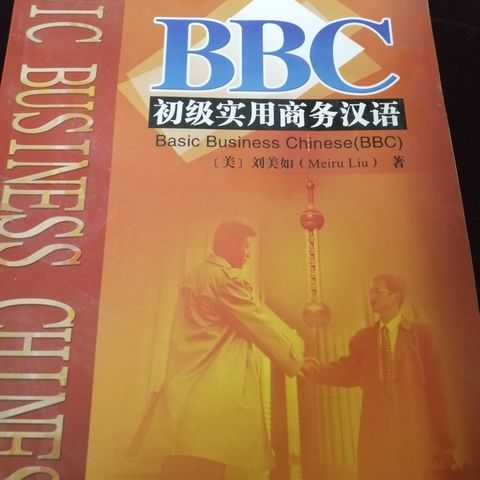 BBC
初级实用商务汉语
Basic Business Chinese(BBC)
〔美〕刘美如（Meiru Liu）著
IC BUSINESS CHINES